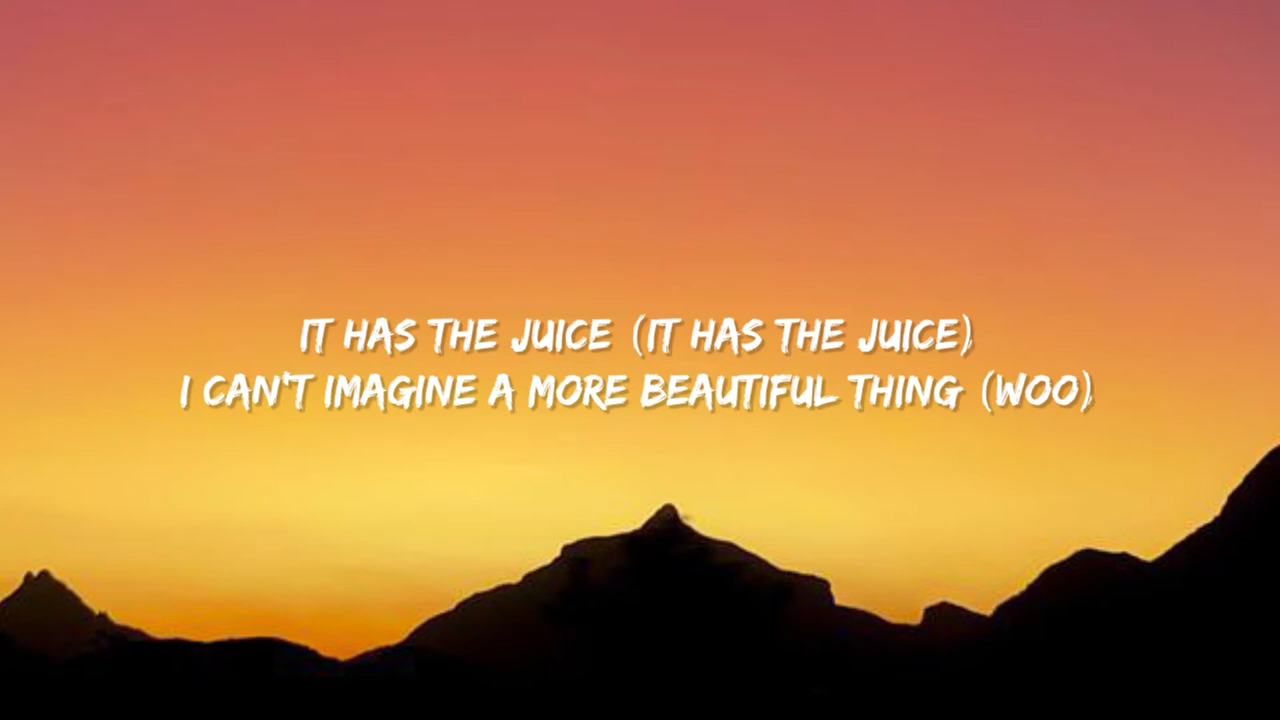 IT HAS THE JUICE (IT HAS THE JUICE)
I CAN'T IMAGINE A MORE BEAUTIFUL THING (WOO)